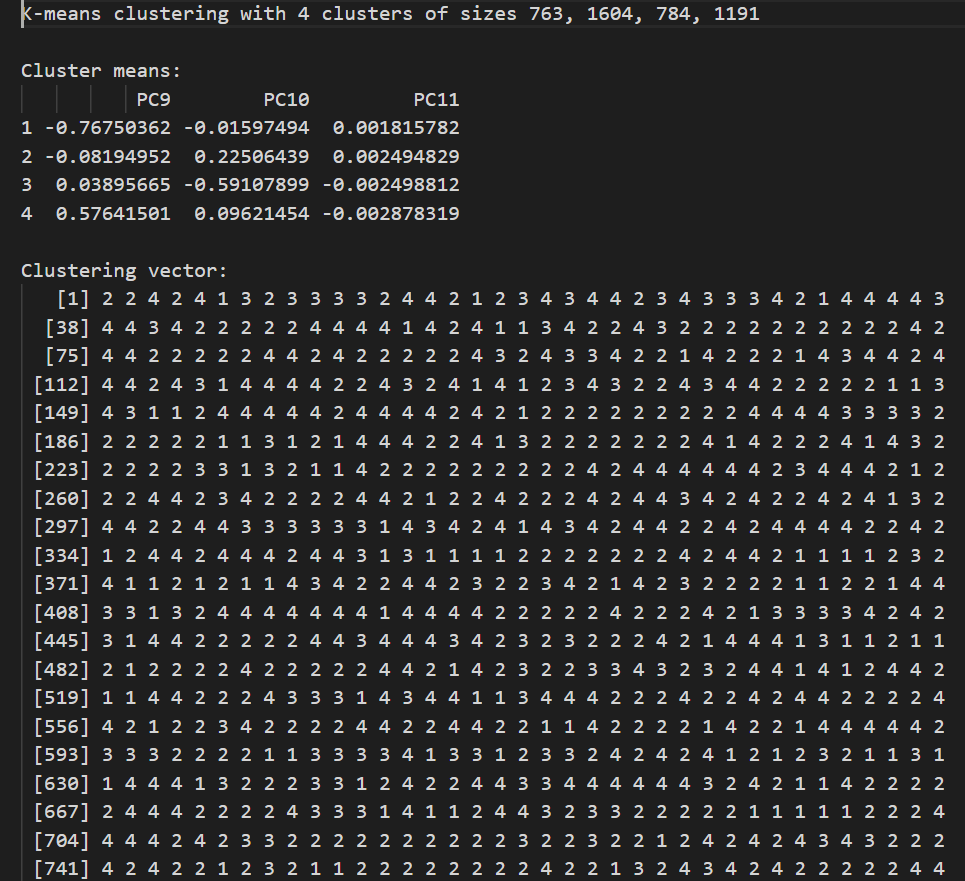 K-means clustering with 4 clusters of sizes 763, 1604, 784, 1191
Cluster means:
PC9 PC10 PC11
1 -0.76750362 -0.01597494 0.001815782
2 -0.08194952 0.22506439 0.002494829
3 0.03895665 -0.59107899 -0.002498812
4 0.57641501 0.09621454 -0.002878319
Clustering vector:
[1] 2 2 4 2 4 1 3 2 3 3 3 3 2 4 4 2 1 2 3 4 3 4 4 2 3 4 3 3 3 4 2 1 4 4 4 4 3
[38] 4 4 3 4 2 2 2 2 2 4 4 4 4 1 4 2 4 1 1 3 4 2 2 4 3 2 2 2 2 2 2 2 2 2 2 4 2
[75] 4 4 2 2 2 2 2 4 4 2 4 2 2 2 2 2 4 3 2 4 3 3 4 2 2 1 4 2 2 2 1 4 3 4 4 2 4
[112] 4 4 2 4 3 1 4 4 4 4 2 2 4 3 2 4 1 4 1 2 3 4 3 2 2 4 3 4 4 2 2 2 2 2 1 1 3
[149] 4 3 1 1 2 4 4 4 4 4 2 4 4 4 4 2 4 2 1 2 2 2 2 2 2 2 2 2 4 4 4 4 3 3 3 3 2
[186] 2 2 2 2 2 1 1 3 1 2 1 4 4 4 2 2 4 1 3 2 2 2 2 2 2 2 4 1 4 2 2 2 4 1 4 3 2
[223] 2 2 2 2 3 3 1 3 2 1 1 4 2 2 2 2 2 2 2 2 2 4 2 4 4 4 4 4 4 2 3 4 4 4 2 1 2
[260] 2 2 4 4 2 3 4 2 2 2 2 4 4 2 1 2 2 4 2 2 2 4 2 4 4 3 4 2 4 2 2 4 2 4 1 3 2
[297] 4 4 2 2 4 4 3 3 3 3 3 3 1 4 3 4 2 4 1 4 3 4 2 4 4 2 2 4 2 4 4 4 4 2 2 4 2
[334] 1 2 4 4 2 4 4 4 2 4 4 3 1 3 1 1 1 1 2 2 2 2 2 2 2 4 2 4 4 2 1 1 1 1 2 3 2
[371] 4 1 1 2 1 2 1 1 4 3 4 2 2 4 4 2 3 2 2 3 4 2 1 4 2 3 2 2 2 2 1 1 2 2 1 4 4
[408] 3 3 1 3 2 4 4 4 4 4 4 4 1 4 4 4 4 2 2 2 2 2 4 2 2 2 4 2 1 3 3 3 3 4 2 4 2
[445] 3 1 4 4 2 2 2 2 2 4 4 3 4 4 4 3 4 2 3 2 3 2 2 2 4 2 1 4 4 4 1 3 1 1 2 1 1
[482] 2 1 2 2 2 2 4 2 2 2 2 2 4 4 2 1 4 2 3 2 2 3 3 4 3 2 3 2 4 4 1 4 1 2 4 4 2
[519] 1 1 4 4 2 2 2 4 3 3 3 1 4 3 4 4 1 1 3 4 4 4 2 2 2 4 2 2 4 2 4 4 2 2 2 2 4
[556] 4 2 1 2 2 3 4 2 2 2 2 4 4 2 2 4 4 2 2 1 1 4 2 2 2 2 1 4 2 2 1 4 4 4 4 4 2
[593] 3 3 3 2 2 2 2 1 1 3 3 3 3 4 1 3 3 1 2 3 3 2 4 2 4 2 4 1 2 1 2 3 2 1 1 3 1
[630] 1 4 4 4 1 3 2 2 2 3 3 1 2 4 2 2 4 4 3 3 4 4 4 4 4 4 3 2 4 2 1 1 4 2 2 2 2
[667] 2 4 4 4 2 2 2 2 4 3 3 3 1 4 1 1 2 4 4 3 2 3 3 2 2 2 2 2 1 1 1 1 1 2 2 2 4
[704] 4 4 4 2 4 2 3 3 2 2 2 2 2 2 2 2 2 2 3 2 2 3 2 2 1 2 4 2 4 2 4 3 4 3 2 2 2
[741] 4 2 4 2 2 1 2 3 2 1 1 2 2 2 2 2 2 2 2 4 2 2 1 3 2 4 3 4 2 4 2 2 2 2 2 4 4